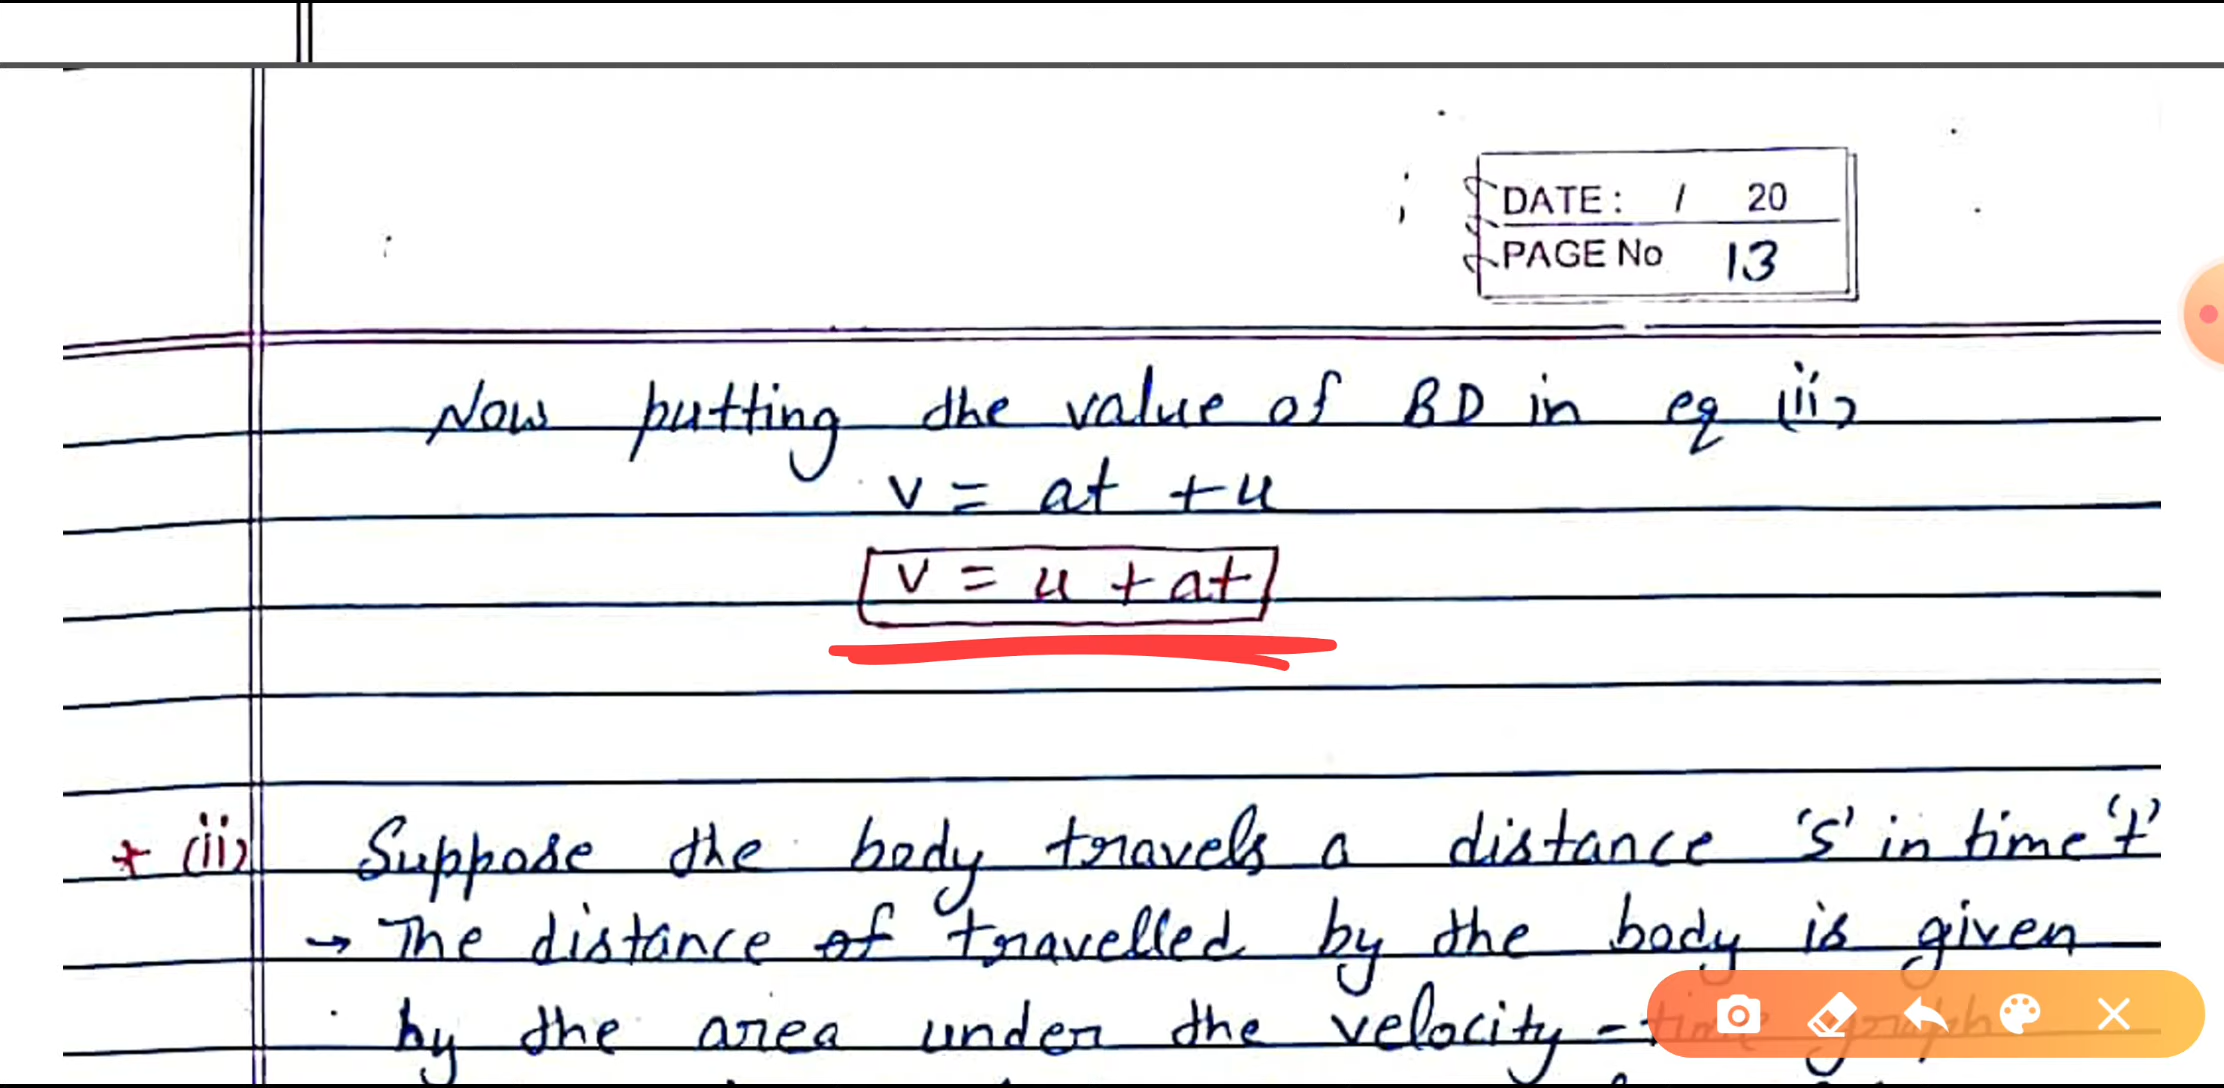 DATE: / 20
PAGE No 13
Now putting the value of BD in eq (ii)
v = at + u
v = u + at
* (ii) Suppose the body travels a distance 's' in time 't'
→ The distance of travelled by the body is given
by the area under the velocity - time graph